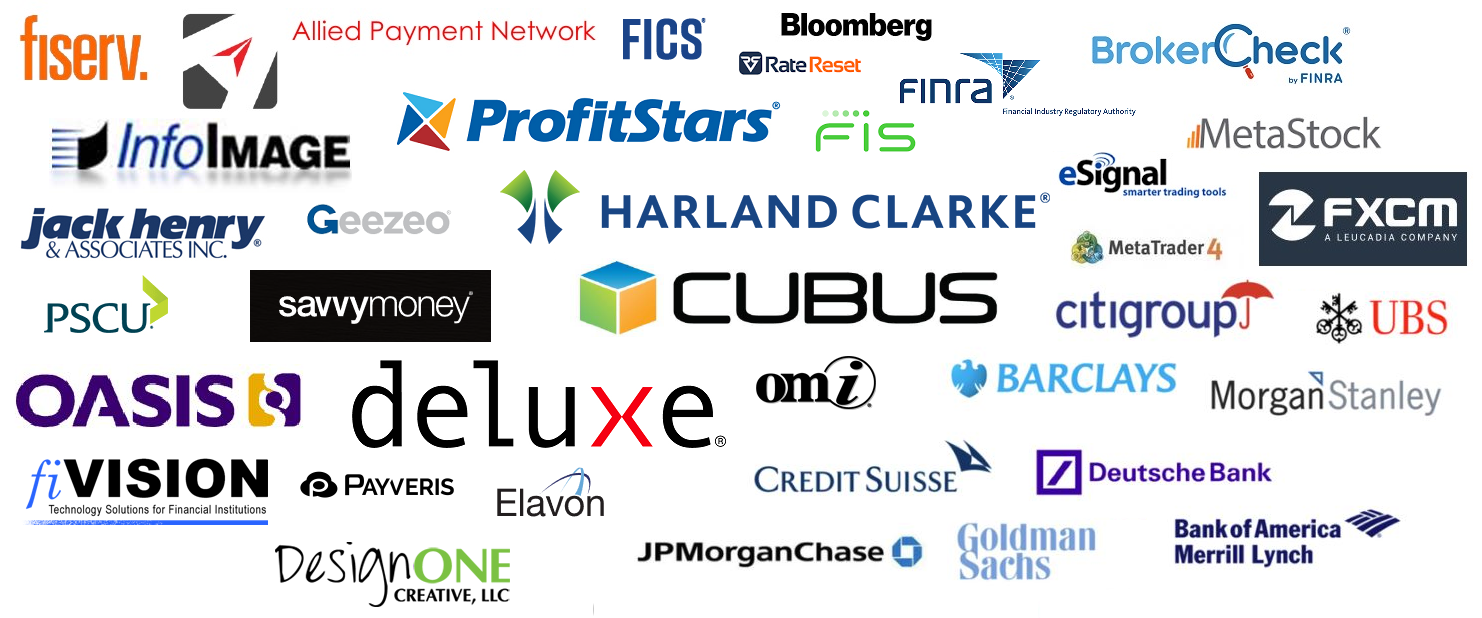 fiserv.
Allied Payment Network
FICS®
Bloomberg
RateReset
FINRA
Financial Industry Regulatory Authority
BrokerCheck®
by FINRA
InfoIMAGE
ProfitStars®
FIS
MetaStock
eSignal
smarter trading tools
FXCM
A LEUCADIA COMPANY
jack henry
& ASSOCIATES INC.®
Geezeo®
HARLAND CLARKE®
MetaTrader 4
PSCU
savvymoney®
CUBUS
citigroup
UBS
OASIS
deluxe®
omi
BARCLAYS
Morgan Stanley
fiVISION
Technology Solutions for Financial Institutions
PAYVERIS
Elavon
CREDIT SUISSE
Deutsche Bank
DesignONE
CREATIVE, LLC
JPMorganChase
Goldman
Sachs
Bank of America
Merrill Lynch